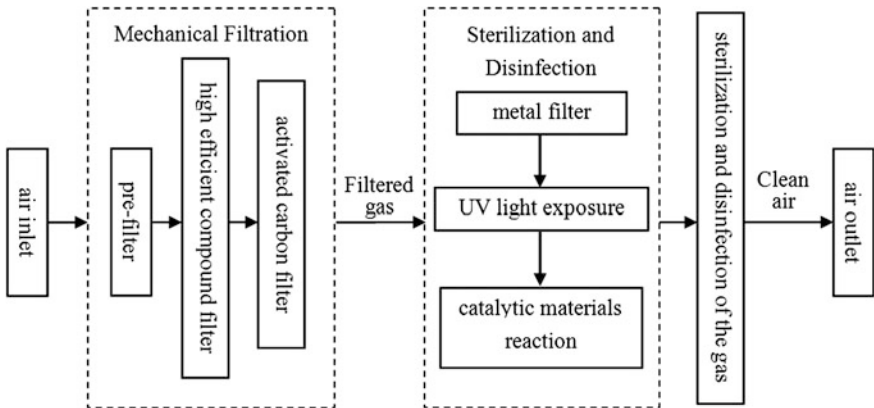 air inlet
Mechanical Filtration
pre-filter
high efficient compound filter
activated carbon filter
Filtered
gas
Sterilization and
Disinfection
metal filter
UV light exposure
catalytic materials
reaction
sterilization and disinfection of the gas
Clean
air
air outlet